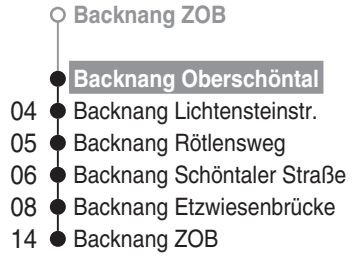 Backnang ZOB
Backnang Oberschöntal
04 Backnang Lichtensteinstr.
05 Backnang Rötlensweg
06 Backnang Schöntaler Straße
08 Backnang Etzwiesenbrücke
14 Backnang ZOB